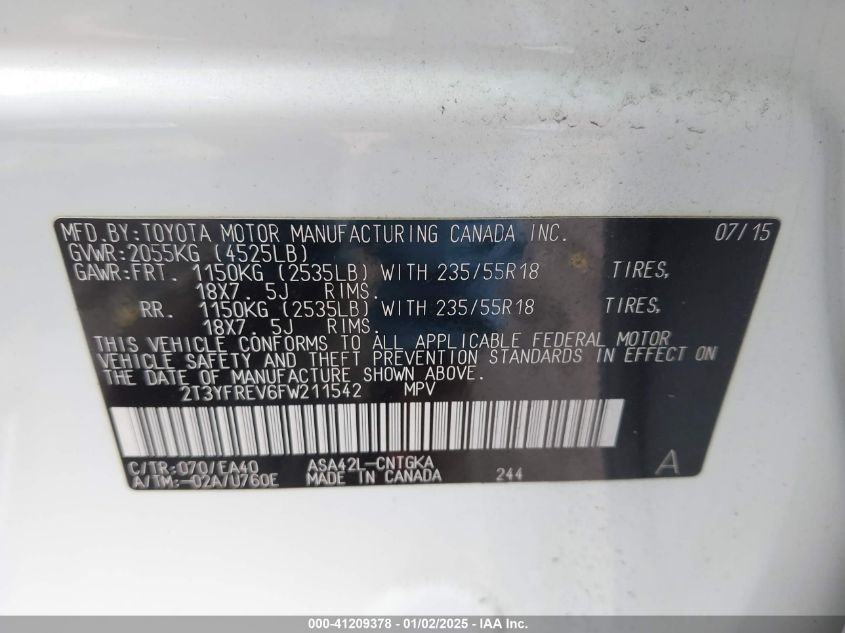 MFD.BY:TOYOTA MOTOR MANUFACTURING CANADA INC. 07/15
GVWR:2055KG (4525LB)
GAWR:FRT. 1150KG (2535LB) WITH 235/55R18 TIRES,
18X7.5J RIMS.
RR. 1150KG (2535LB) WITH 235/55R18 TIRES,
18X7.5J RIMS.
THIS VEHICLE CONFORMS TO ALL APPLICABLE FEDERAL MOTOR
VEHICLE SAFETY AND THEFT PREVENTION STANDARDS IN EFFECT ON
THE DATE OF MANUFACTURE SHOWN ABOVE.
2T3YFREV6FW211542 MPV
C/TR:070/EA40 ASA42L-CNTGKA A
A/TM:-02A/U760E MADE IN CANADA 244
000-41209378 - 01/02/2025 - IAA Inc.